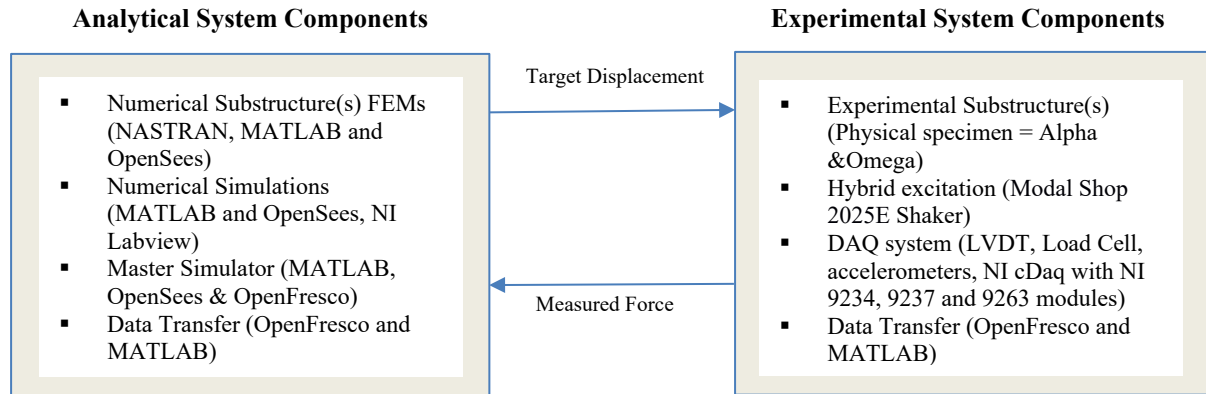 Analytical System Components
Experimental System Components
▪ Numerical Substructure(s) FEMs
(NASTRAN, MATLAB and
OpenSees)
▪ Numerical Simulations
(MATLAB and OpenSees, NI
Labview)
▪ Master Simulator (MATLAB,
OpenSees & OpenFresco)
▪ Data Transfer (OpenFresco and
MATLAB)
Target Displacement
Measured Force
▪ Experimental Substructure(s)
(Physical specimen = Alpha
&Omega)
▪ Hybrid excitation (Modal Shop
2025E Shaker)
▪ DAQ system (LVDT, Load Cell,
accelerometers, NI cDaq with NI
9234, 9237 and 9263 modules)
▪ Data Transfer (OpenFresco and
MATLAB)